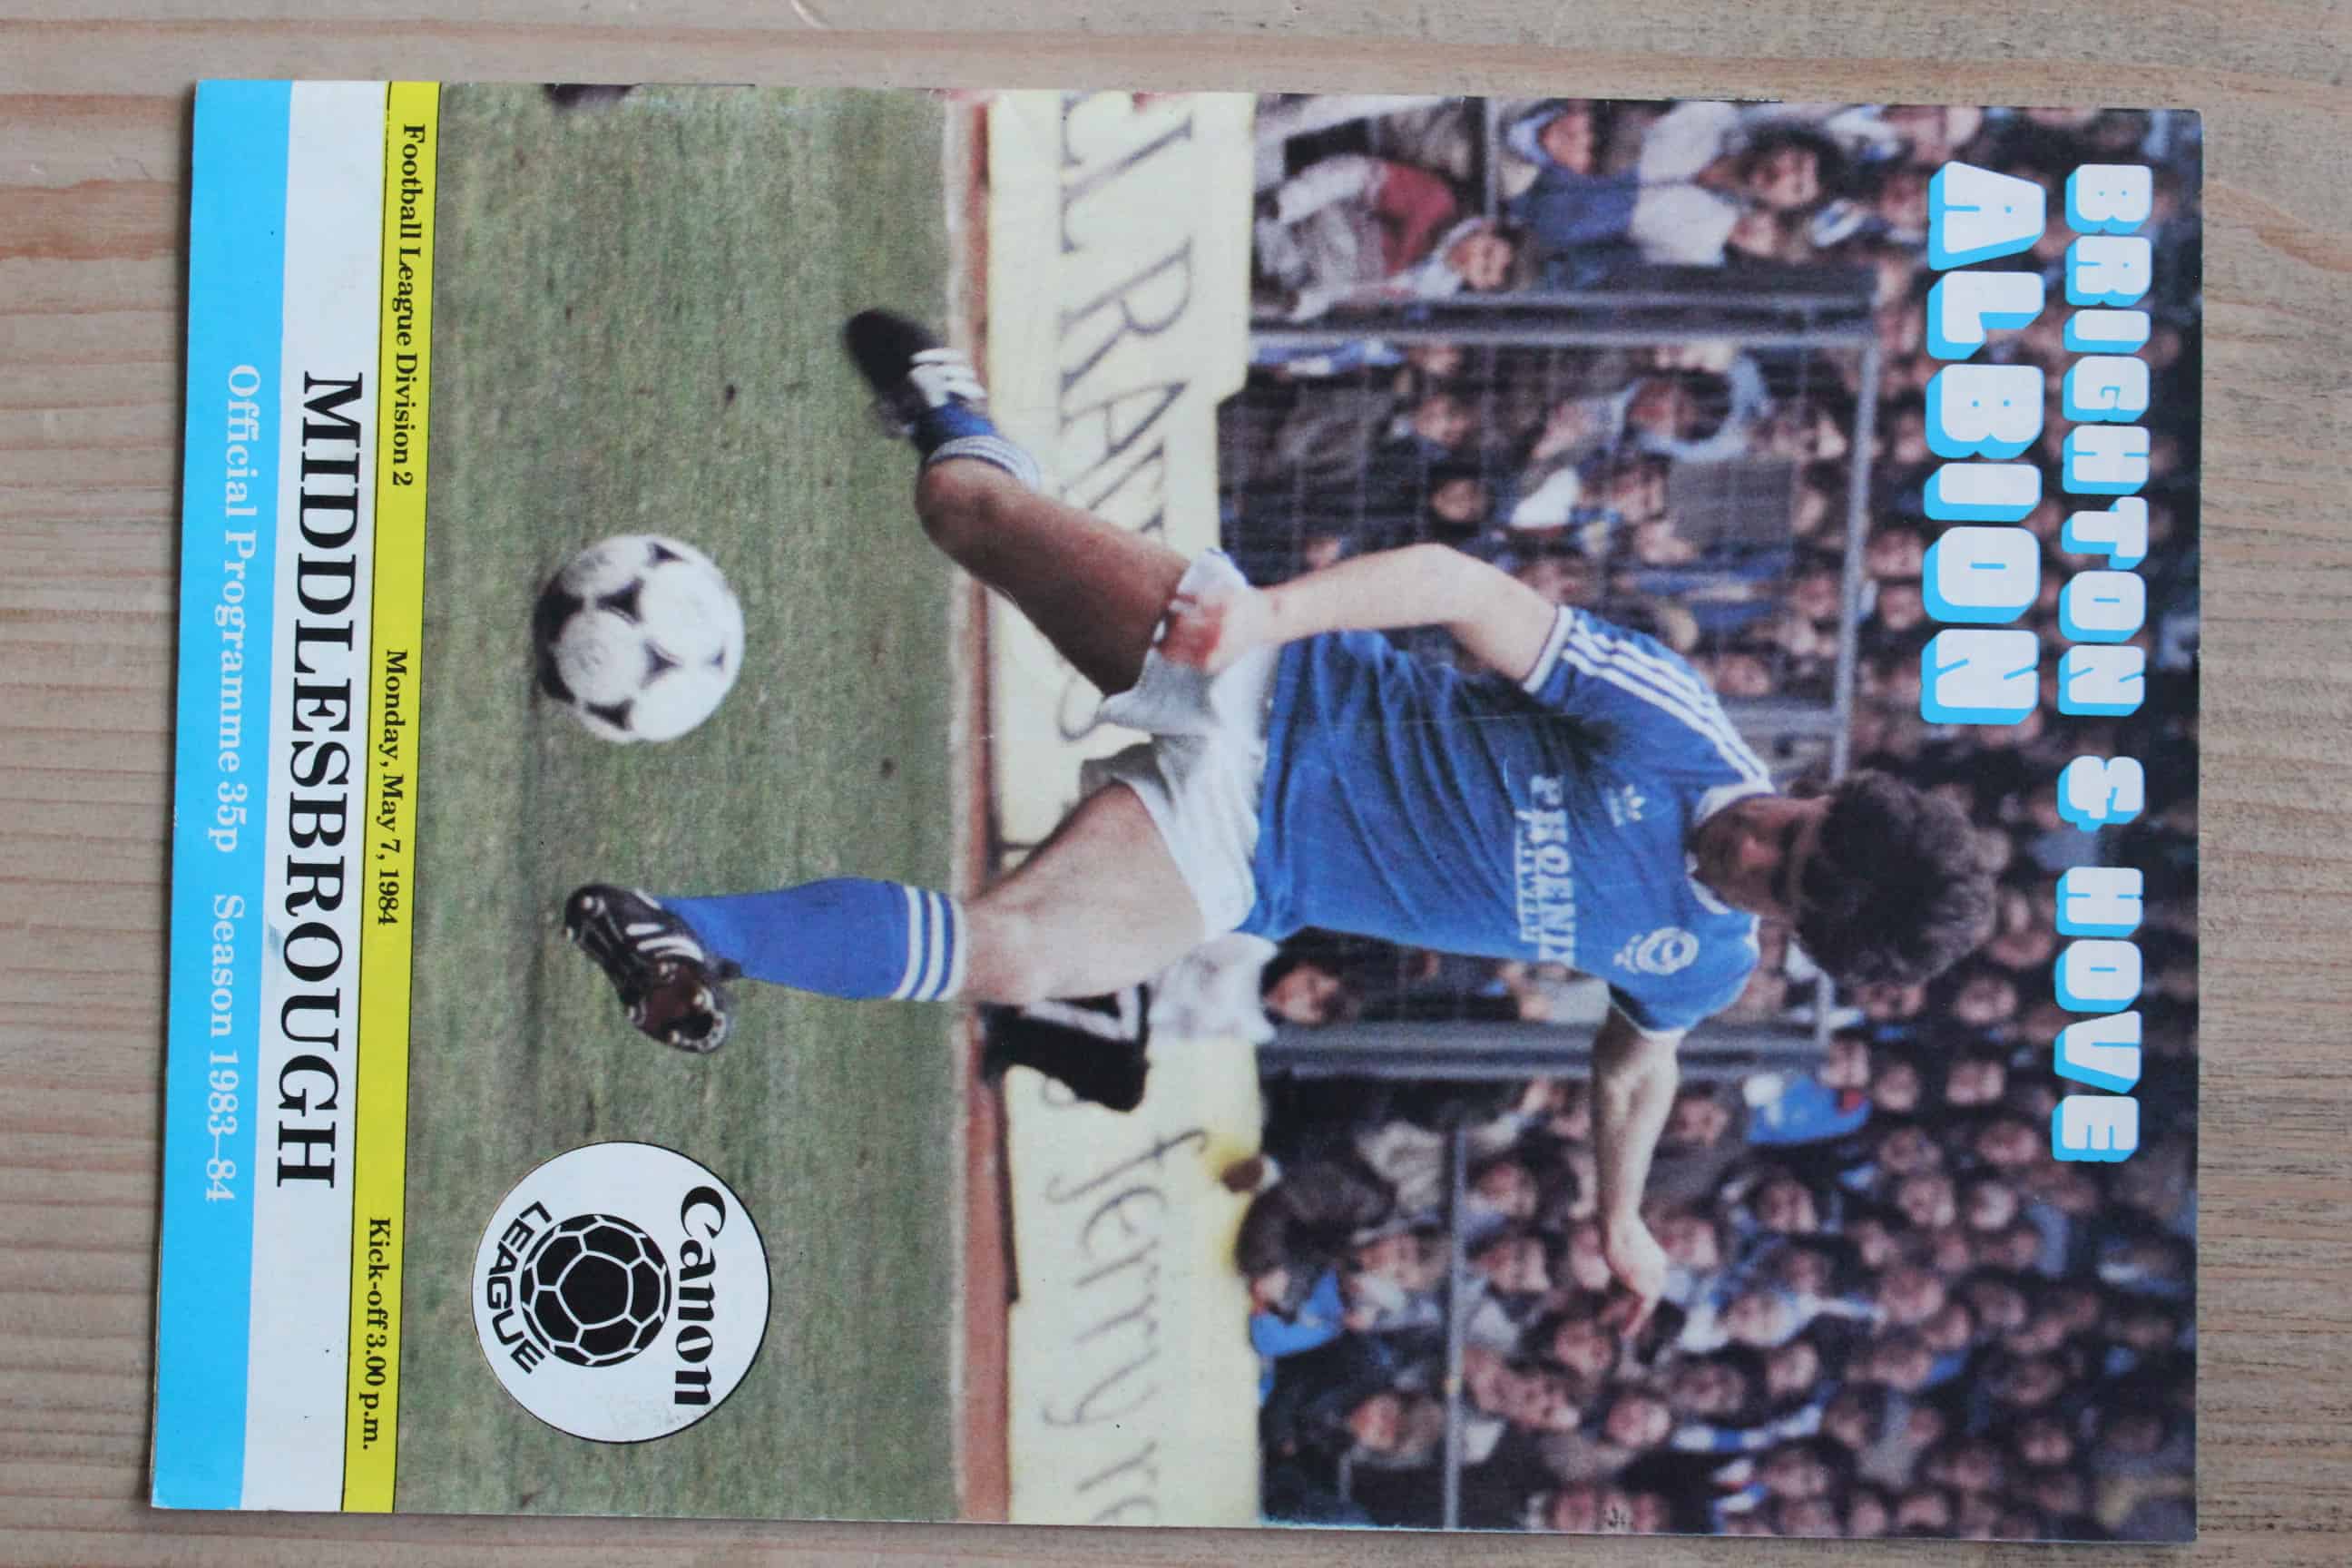 BRIGHTON & HOVE
ALBION
Canon
LEAGUE
Football League Division 2 Monday, May 7, 1984 Kick-off 3.00 p.m.
MIDDLESBROUGH
Official Programme 35p Season 1983–84